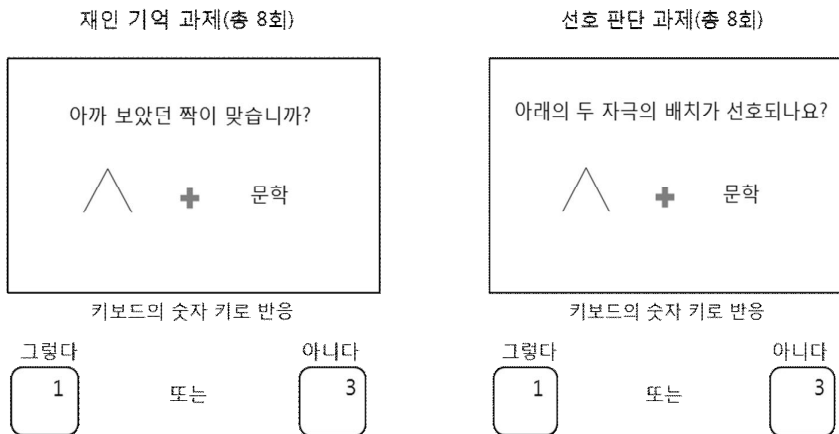 재인 기억 과제(총 8회)
아까 보았던 짝이 맞습니까?
문학
키보드의 숫자 키로 반응
그렇다
아니다
1
또는
3
선호 판단 과제(총 8회)
아래의 두 자극의 배치가 선호되나요?
문학
키보드의 숫자 키로 반응
그렇다
아니다
1
또는
3